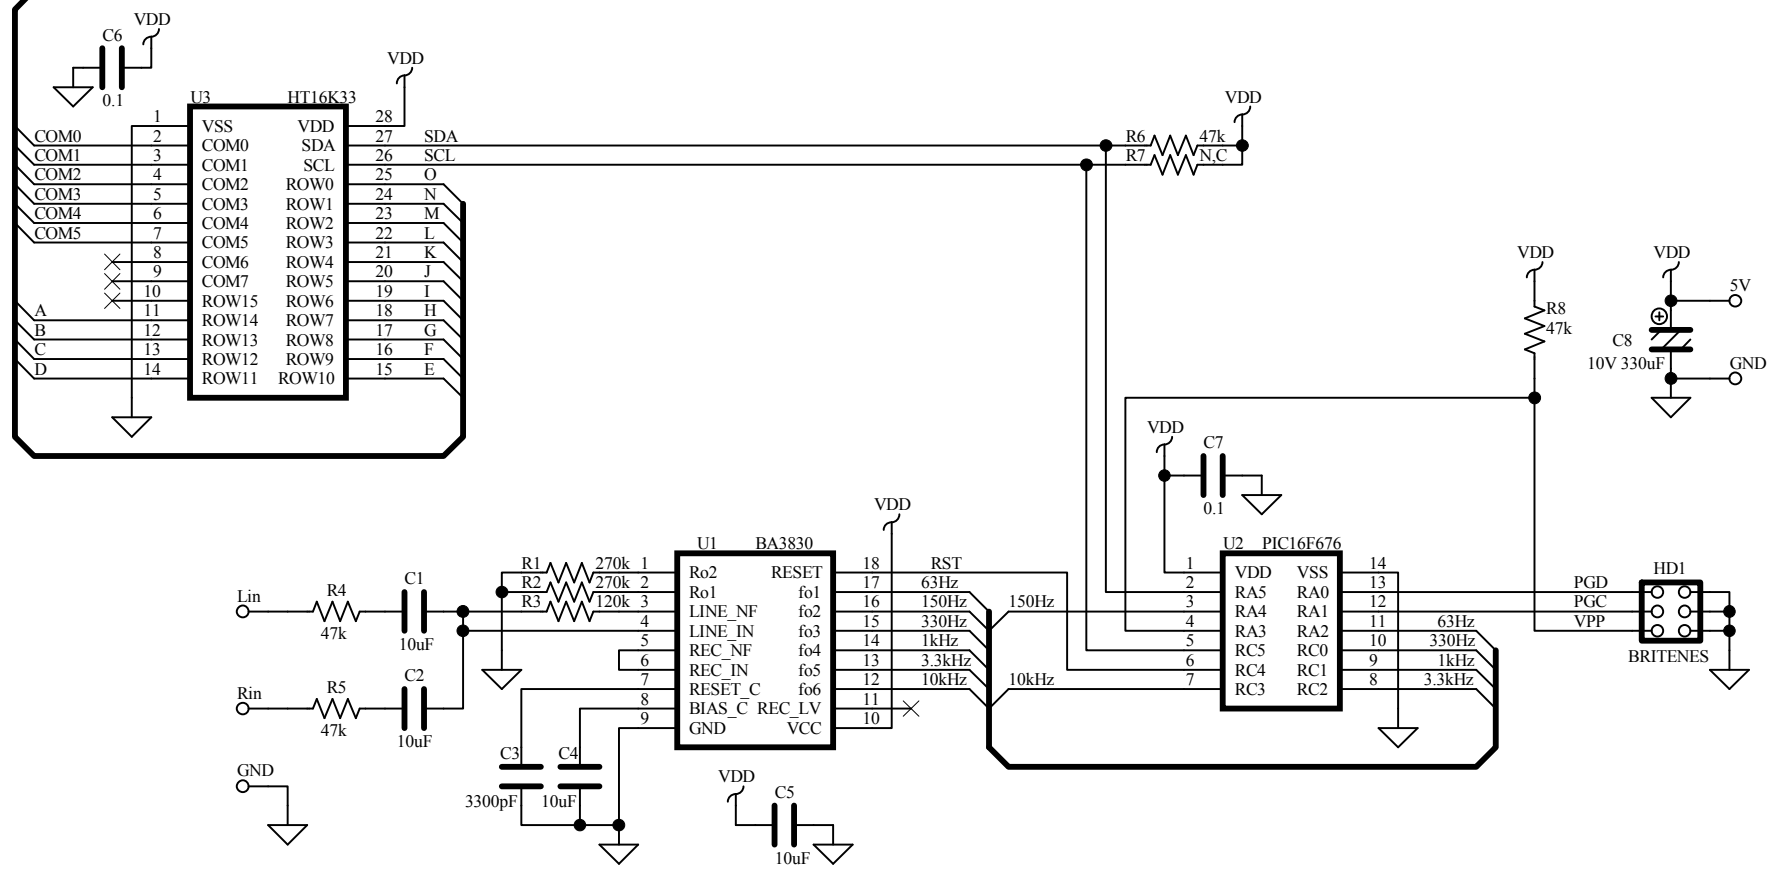 C6
VDD
0.1
VDD
U3 HT16K33
1 VSS VDD 28
COM0 2 COM0 SDA 27 SDA
COM1 3 COM1 SCL 26 SCL
COM2 4 COM2 ROW0 25 O
COM3 5 COM3 ROW1 24 N
COM4 6 COM4 ROW2 23 M
COM5 7 COM5 ROW3 22 L
8 COM6 ROW4 21 K
9 COM7 ROW5 20 J
10 ROW15 ROW6 19 I
A 11 ROW14 ROW7 18 H
B 12 ROW13 ROW8 17 G
C 13 ROW12 ROW9 16 F
D 14 ROW11 ROW10 15 E
VDD
R6 47k
R7 N,C
VDD
R8
47k
VDD
5V
C8
10V 330uF
GND
VDD
C7
0.1
VDD
U1 BA3830
R1 270k 1 Ro2 RESET 18 RST
R2 270k 2 Ro1 fo1 17 63Hz
R3 120k 3 LINE_NF fo2 16 150Hz
4 LINE_IN fo3 15 330Hz
5 REC_NF fo4 14 1kHz
6 REC_IN fo5 13 3.3kHz
7 RESET_C fo6 12 10kHz
8 BIAS_C REC_LV 11
9 GND VCC 10
Lin
R4
47k
C1
10uF
Rin
R5
47k
C2
10uF
GND
C3
3300pF
C4
10uF
VDD
C5
10uF
U2 PIC16F676
1 VDD VSS 14
2 RA5 RA0 13 PGD
150Hz 3 RA4 RA1 12 PGC
4 RA3 RA2 11 63Hz VPP
5 RC5 RC0 10 330Hz
6 RC4 RC1 9 1kHz
10kHz 7 RC3 RC2 8 3.3kHz
HD1
BRITENES